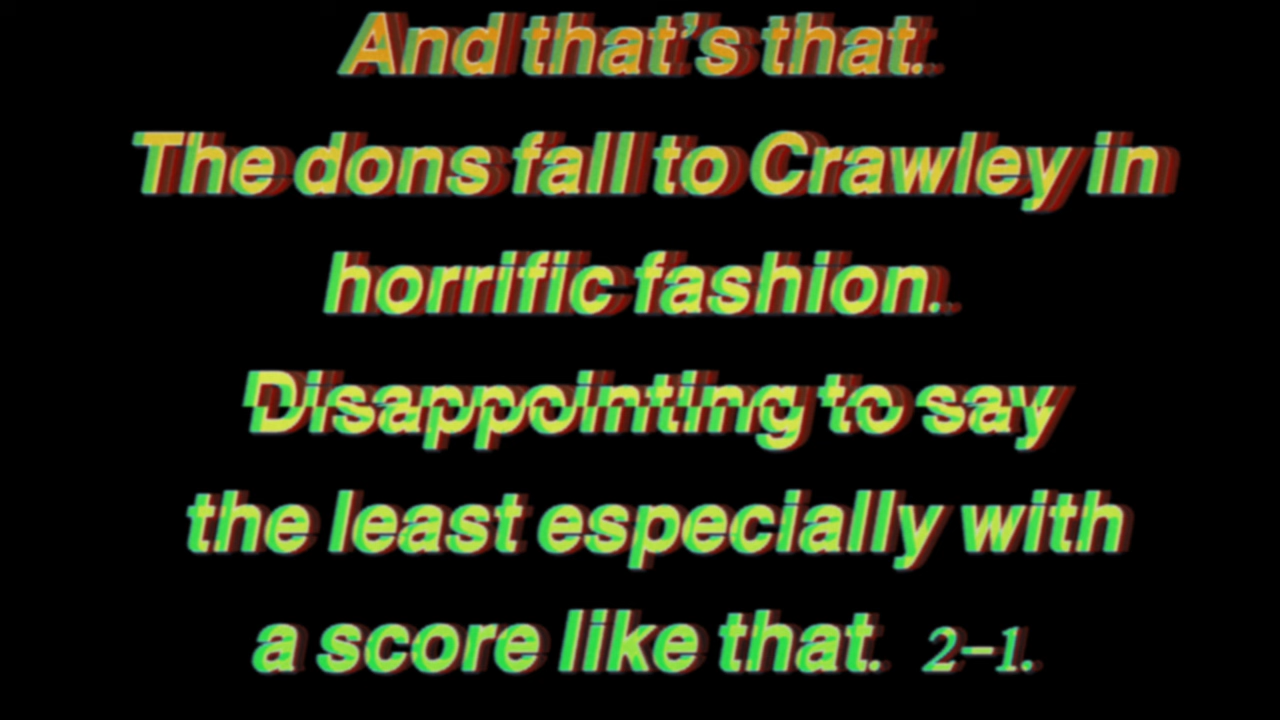 And that’s that.
The dons fall to Crawley in
horrific fashion.
Disappointing to say
the least especially with
a score like that. 2–1.